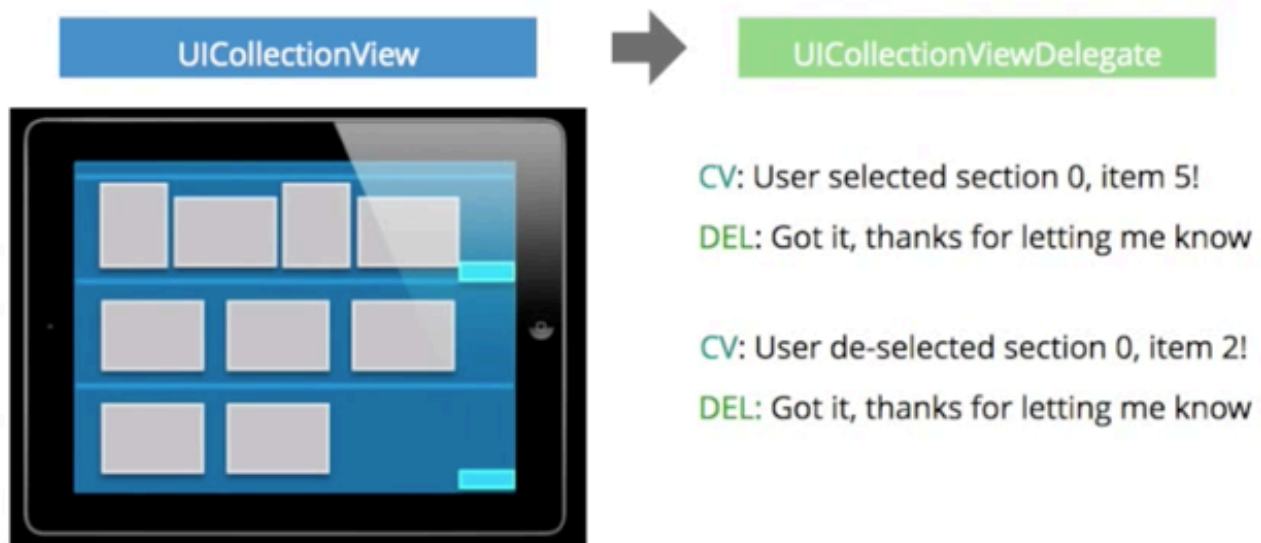 UICollectionView
UICollectionViewDelegate
CV: User selected section 0, item 5!
DEL: Got it, thanks for letting me know
CV: User de-selected section 0, item 2!
DEL: Got it, thanks for letting me know